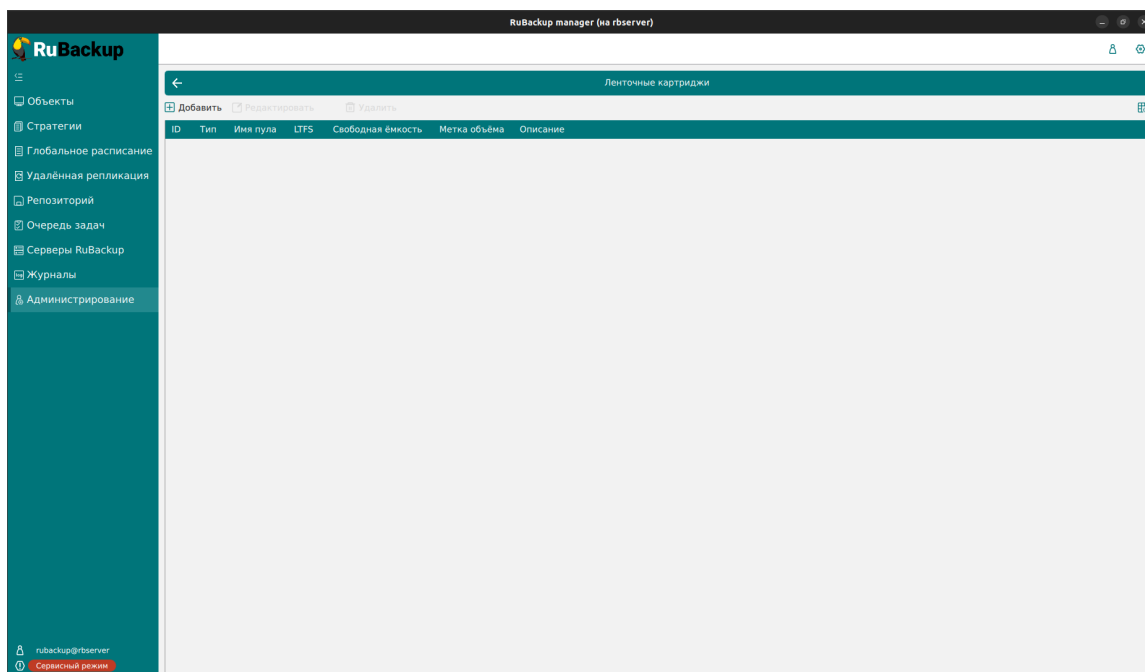 RuBackup manager (на rbserver)
RuBackup
Ленточные картриджи
Добавить Редактировать Удалить
ID Тип Имя пула LTFS Свободная ёмкость Метка объёма Описание
Объекты
Стратегии
Глобальное расписание
Удалённая репликация
Репозиторий
Очередь задач
Серверы RuBackup
Журналы
Администрирование
rubackup@rbserver
Сервисный режим